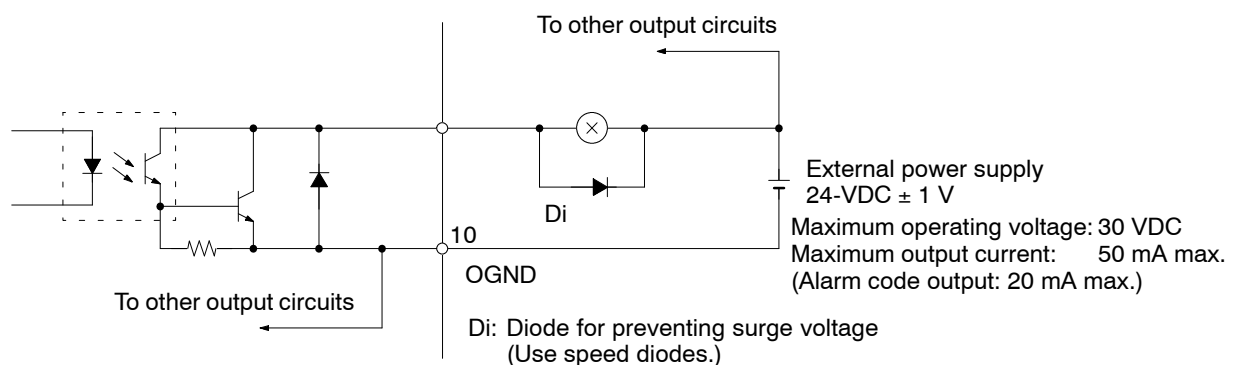 To other output circuits
Di
External power supply
24-VDC ± 1 V
Maximum operating voltage: 30 VDC
Maximum output current: 50 mA max.
(Alarm code output: 20 mA max.)
10
OGND
To other output circuits
Di: Diode for preventing surge voltage
(Use speed diodes.)